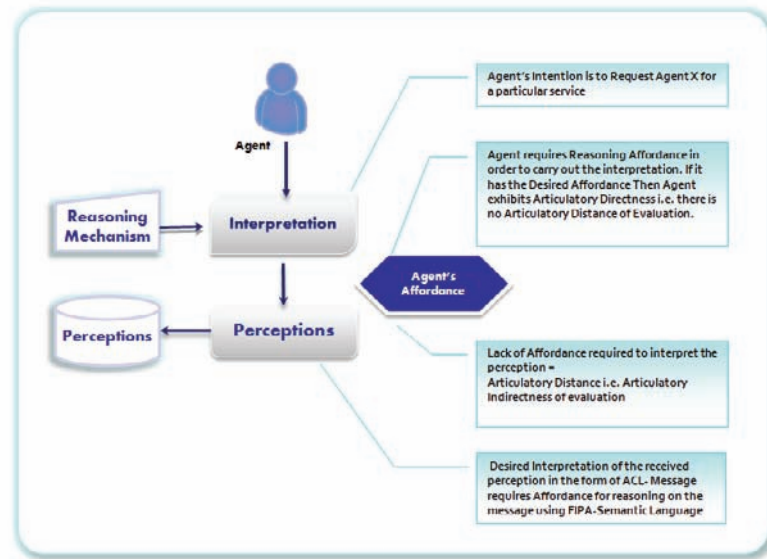 Agent
Reasoning
Mechanism
Interpretation
Perceptions
Perceptions
Agent's
Affordance
Agent's Intention is to Request Agent X for
a particular service
Agent requires Reasoning Affordance in
order to carry out the interpretation. If it
has the Desired Affordance Then Agent
exhibits Articulatory Directness i.e. there is
no Articulatory Distance of Evaluation.
Lack of Affordance required to interpret the
perception =
Articulatory Distance i.e. Articulatory
Indirectness of evaluation
Desired Interpretation of the received
perception in the form of ACL- Message
requires Affordance for reasoning on the
message using FIPA-Semantic Language